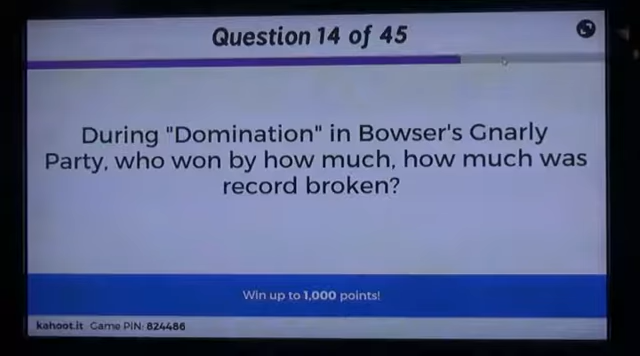 Question 14 of 45
During "Domination" in Bowser's Gnarly
Party, who won by how much, how much was
record broken?
Win up to 1,000 points!
kahoot.it Game PIN: 824486